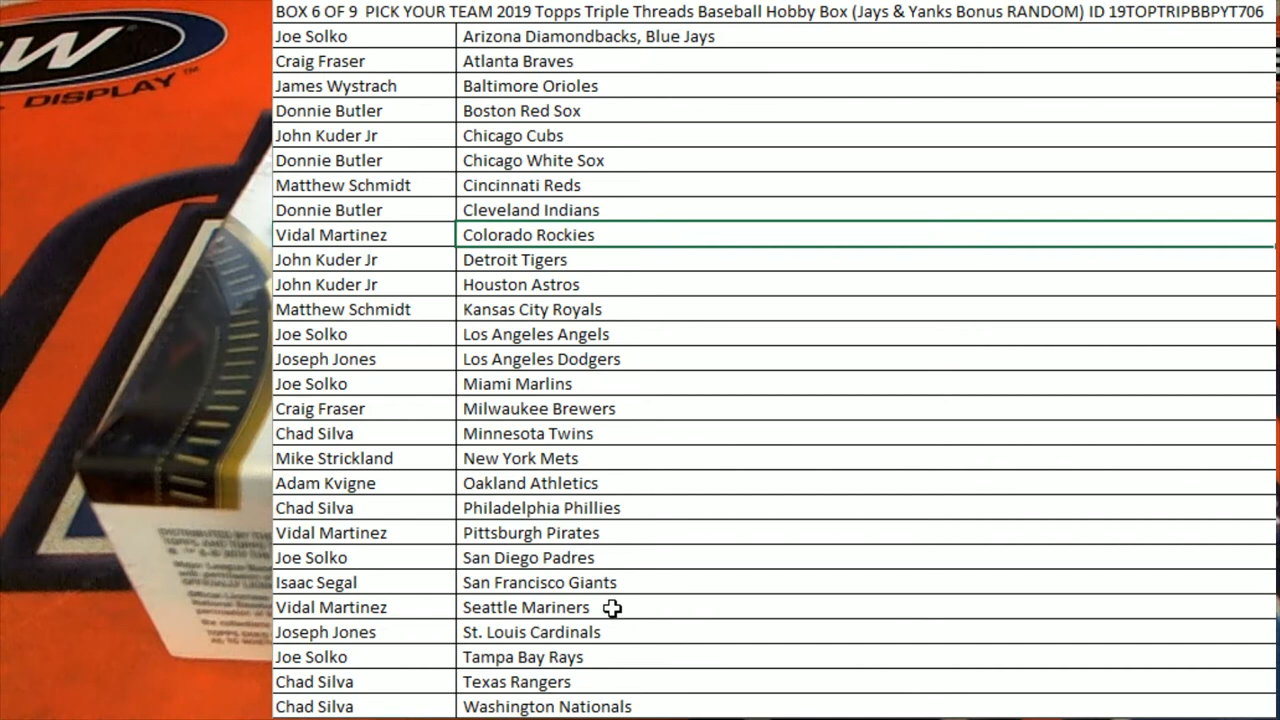 BOX 6 OF 9 PICK YOUR TEAM 2019 Topps Triple Threads Baseball Hobby Box (Jays & Yanks Bonus RANDOM) ID 19TOPTRIPBBPYT706
Joe Solko Arizona Diamondbacks, Blue Jays
Craig Fraser Atlanta Braves
James Wystrach Baltimore Orioles
Donnie Butler Boston Red Sox
John Kuder Jr Chicago Cubs
Donnie Butler Chicago White Sox
Matthew Schmidt Cincinnati Reds
Donnie Butler Cleveland Indians
Vidal Martinez Colorado Rockies
John Kuder Jr Detroit Tigers
John Kuder Jr Houston Astros
Matthew Schmidt Kansas City Royals
Joe Solko Los Angeles Angels
Joseph Jones Los Angeles Dodgers
Joe Solko Miami Marlins
Craig Fraser Milwaukee Brewers
Chad Silva Minnesota Twins
Mike Strickland New York Mets
Adam Kvigne Oakland Athletics
Chad Silva Philadelphia Phillies
Vidal Martinez Pittsburgh Pirates
Joe Solko San Diego Padres
Isaac Segal San Francisco Giants
Vidal Martinez Seattle Mariners
Joseph Jones St. Louis Cardinals
Joe Solko Tampa Bay Rays
Chad Silva Texas Rangers
Chad Silva Washington Nationals
W
DISPLAY™